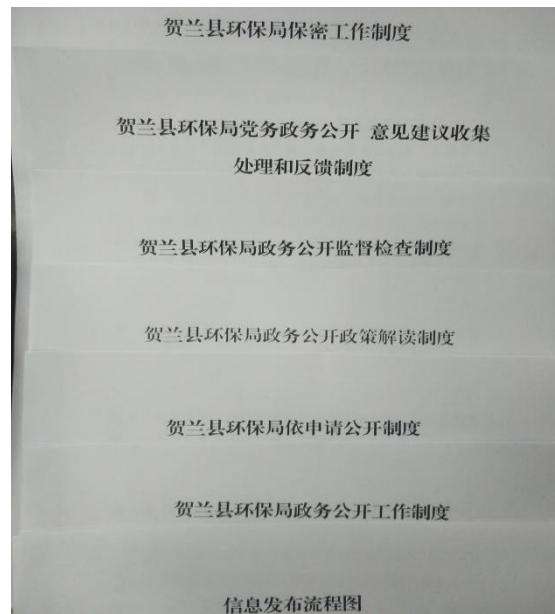 贺兰县环保局保密工作制度
贺兰县环保局党务政务公开 意见建议收集
处理和反馈制度
贺兰县环保局政务公开监督检查制度
贺兰县环保局政务公开政策解读制度
贺兰县环保局依申请公开制度
贺兰县环保局政务公开工作制度
信息发布流程图